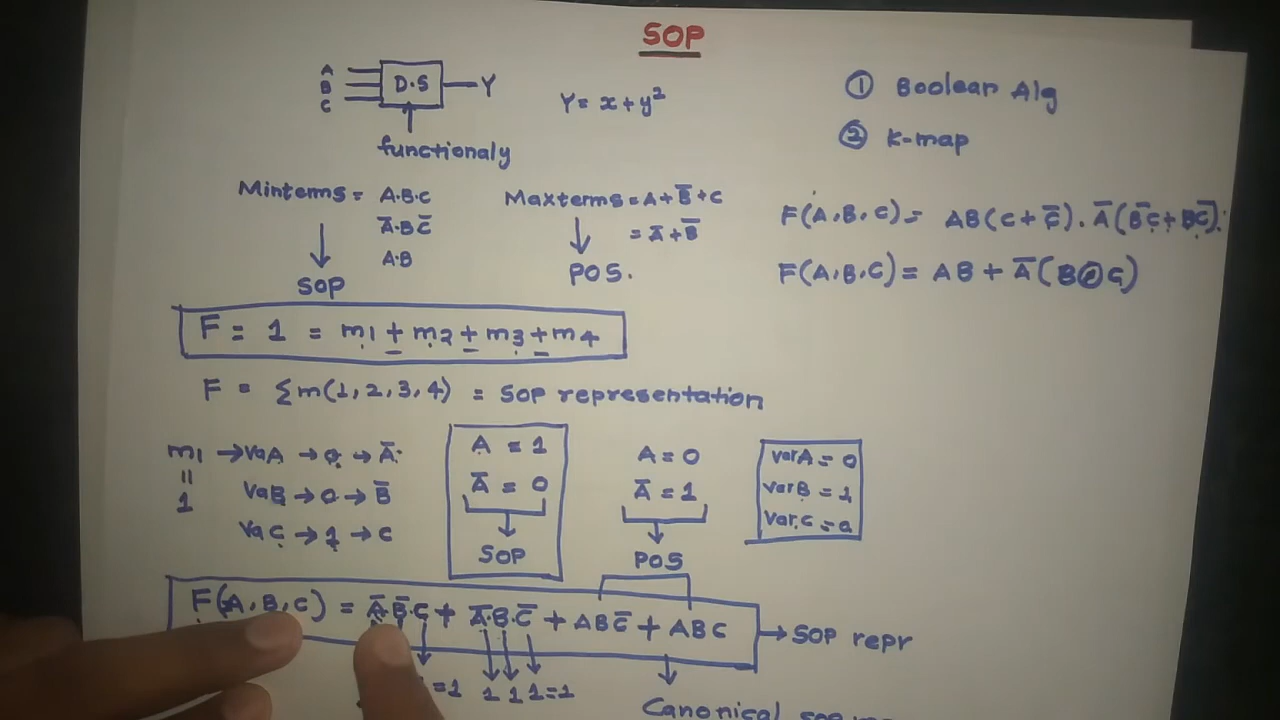 SOP
A
B
C
D.S
Y
functionaly
Y = x + y²
① Boolean Alg
② K-map
Minterms = A·B·C
A̅·B C̅
A·B
SOP
Maxterms = A + B̅ + C
= A̅ + B̅
POS.
F(A,B,C) = AB(C + C̅) . A̅(B̅C + BC̅).
F(A,B,C) = AB + A̅(B⊕C)
F = 1 = m1 + m2 + m3 + m4
F = Σm(1,2,3,4) = SOP representation
m1 → VaA → 0 → A̅
VaB → 0 → B̅
VaC → 1 → C
॥
1
A = 1
A̅ = 0
SOP
A = 0
A̅ = 1
POS
varA = 0
varB = 1
var.C = 0
F(A,B,C) = A̅·B̅·C + A̅·B·C̅ + ABC̅ + ABC → SOP repr
=1
1 1 1=1
Canonical